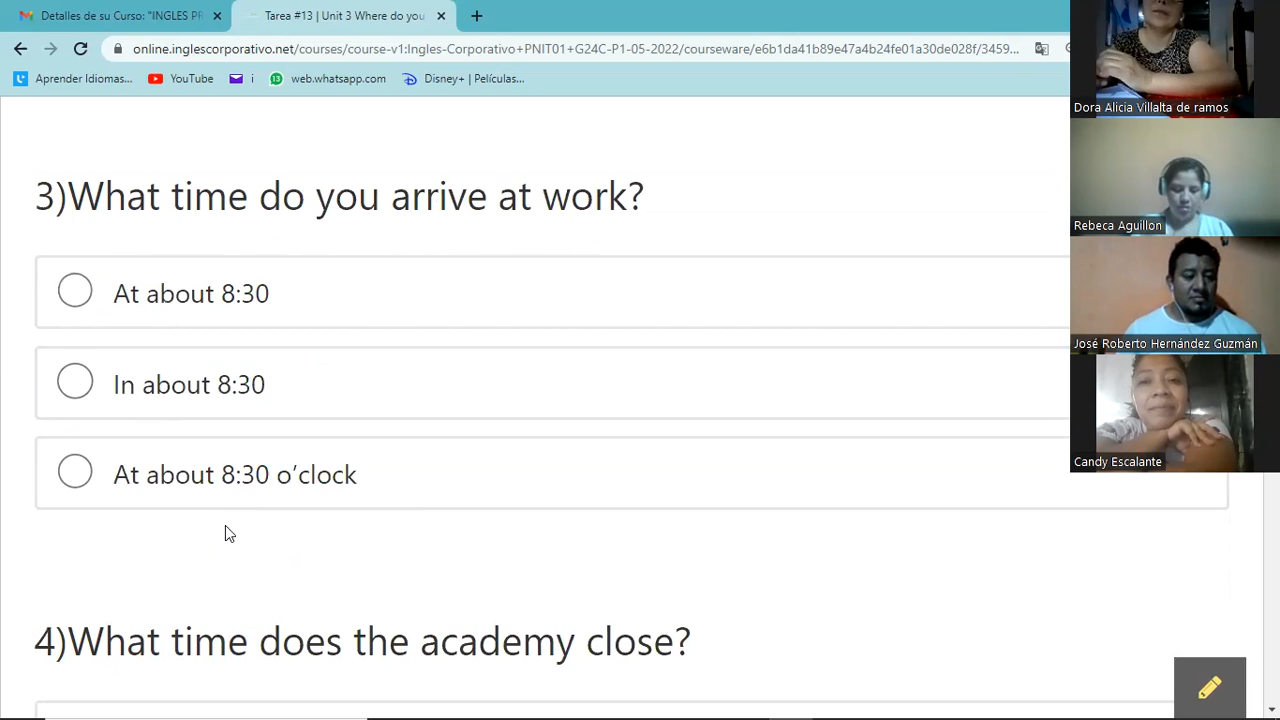 Detalles de su Curso: "INGLES PR
Tarea #13 | Unit 3 Where do you
online.inglescorporativo.net/courses/course-v1:Ingles-Corporativo+PNIT01+G24C-P1-05-2022/courseware/e6b1da41b89e47a4b24fe01a30de028f/3459...
Aprender Idiomas...
YouTube
i
web.whatsapp.com
Disney+ | Películas...
3)What time do you arrive at work?
At about 8:30
In about 8:30
At about 8:30 o’clock
4)What time does the academy close?
Dora Alicia Villalta de ramos
Rebeca Aguillon
José Roberto Hernández Guzmán
Candy Escalante